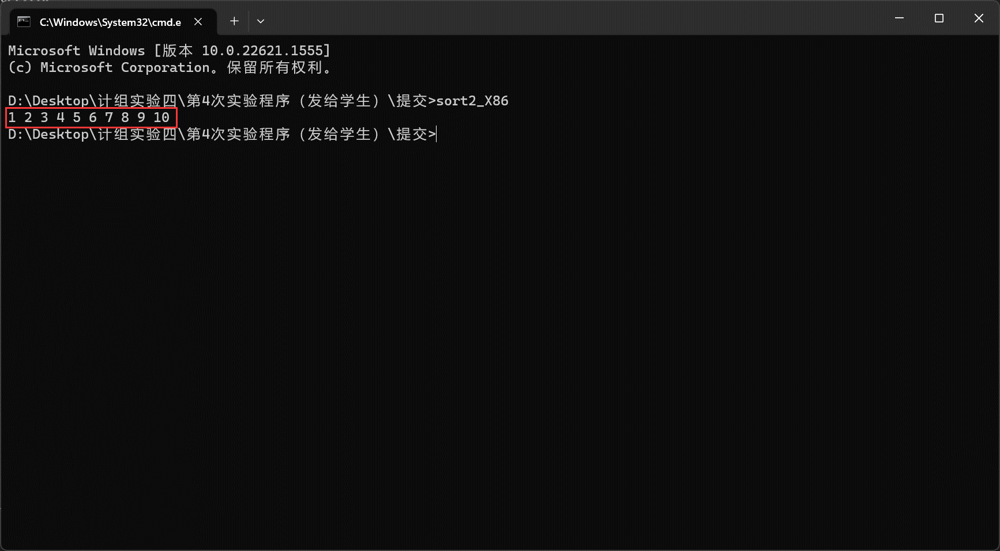 C:\Windows\System32\cmd.e
Microsoft Windows [版本 10.0.22621.1555]
(c) Microsoft Corporation。保留所有权利。
D:\Desktop\计组实验四\第4次实验程序（发给学生）\提交>sort2_X86
1 2 3 4 5 6 7 8 9 10
D:\Desktop\计组实验四\第4次实验程序（发给学生）\提交>